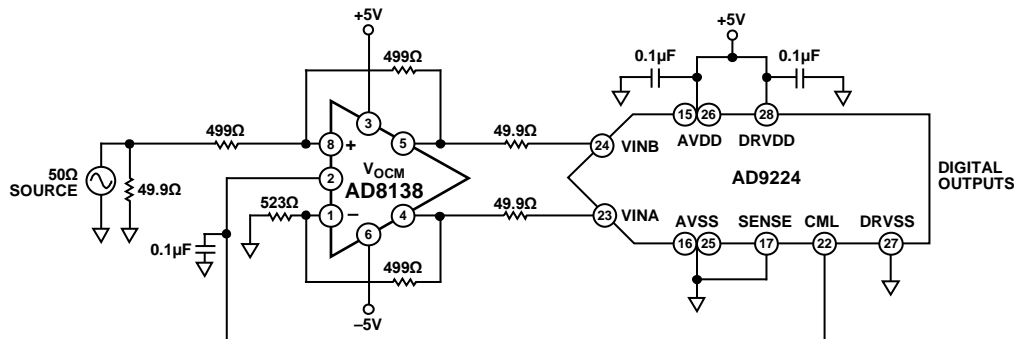 +5V
+5V
499Ω
0.1µF
0.1µF
3
15
26
28
499Ω
49.9Ω
8
+
5
24
VINB
AVDD
DRVDD
50Ω
SOURCE
49.9Ω
2
VOCM
AD8138
AD9224
DIGITAL
OUTPUTS
523Ω
1
–
4
49.9Ω
23
VINA
AVSS
SENSE
CML
DRVSS
0.1µF
6
16
25
17
22
27
499Ω
–5V